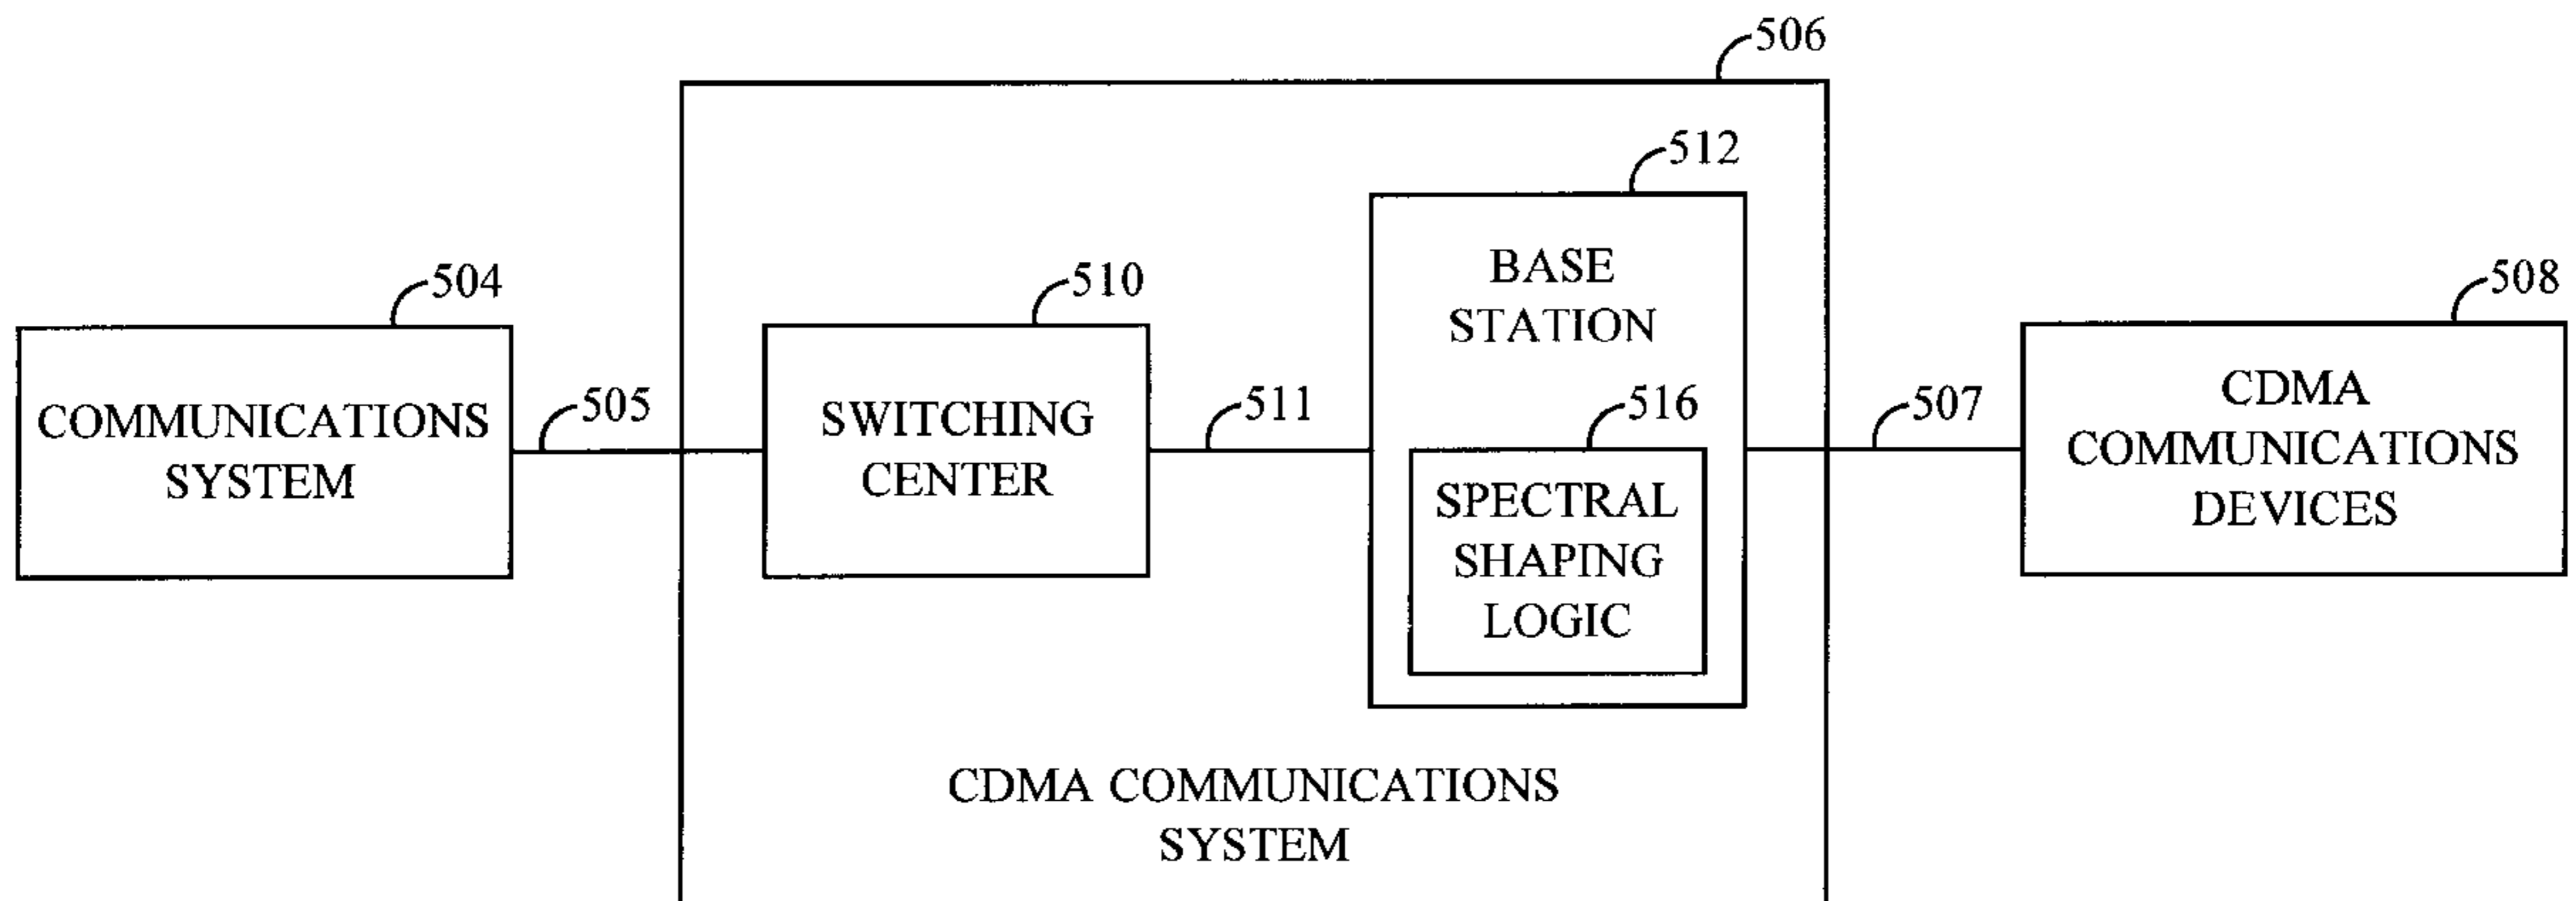 506
512
504
510
BASE
STATION
508
COMMUNICATIONS
SYSTEM
505
SWITCHING
CENTER
511
516
SPECTRAL
SHAPING
LOGIC
507
CDMA
COMMUNICATIONS
DEVICES
CDMA COMMUNICATIONS
SYSTEM